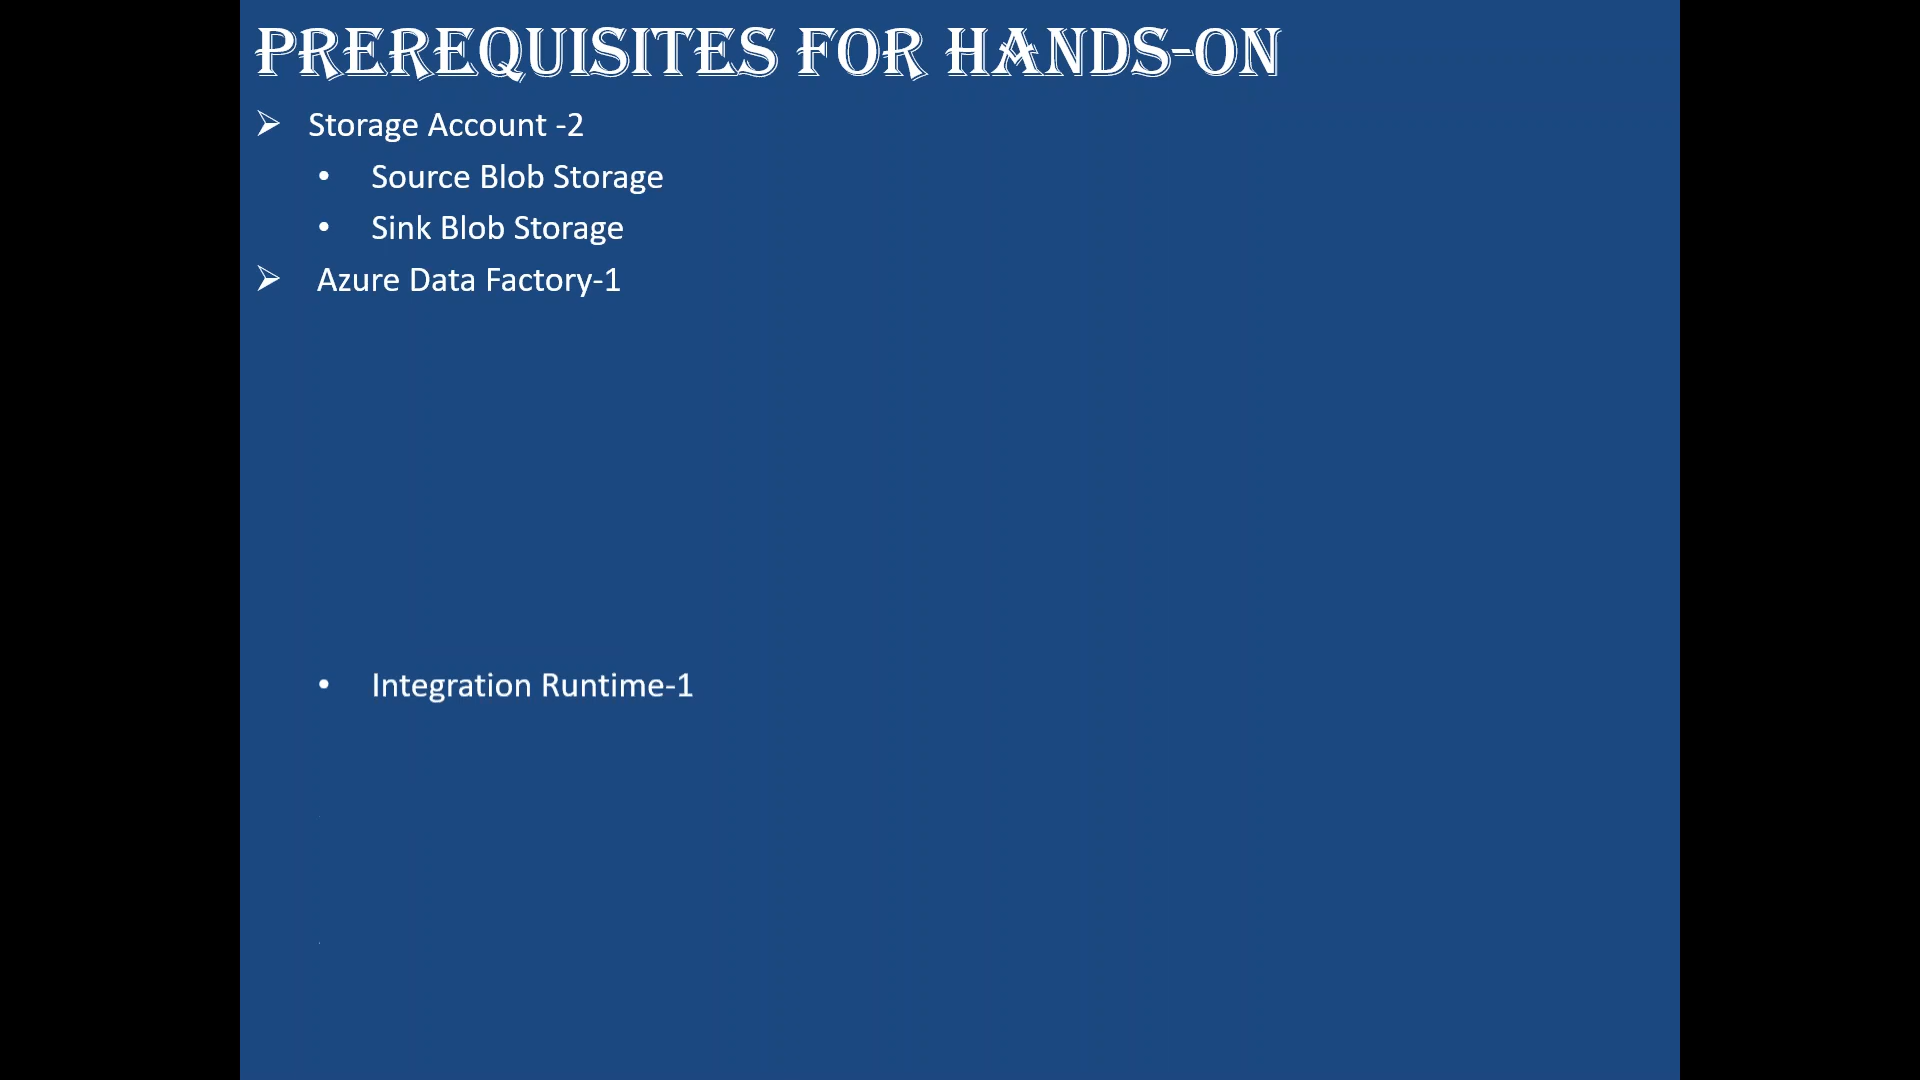 PREREQUISITES FOR HANDS-ON
➢ Storage Account -2
• Source Blob Storage
• Sink Blob Storage
➢ Azure Data Factory-1
• Integration Runtime-1